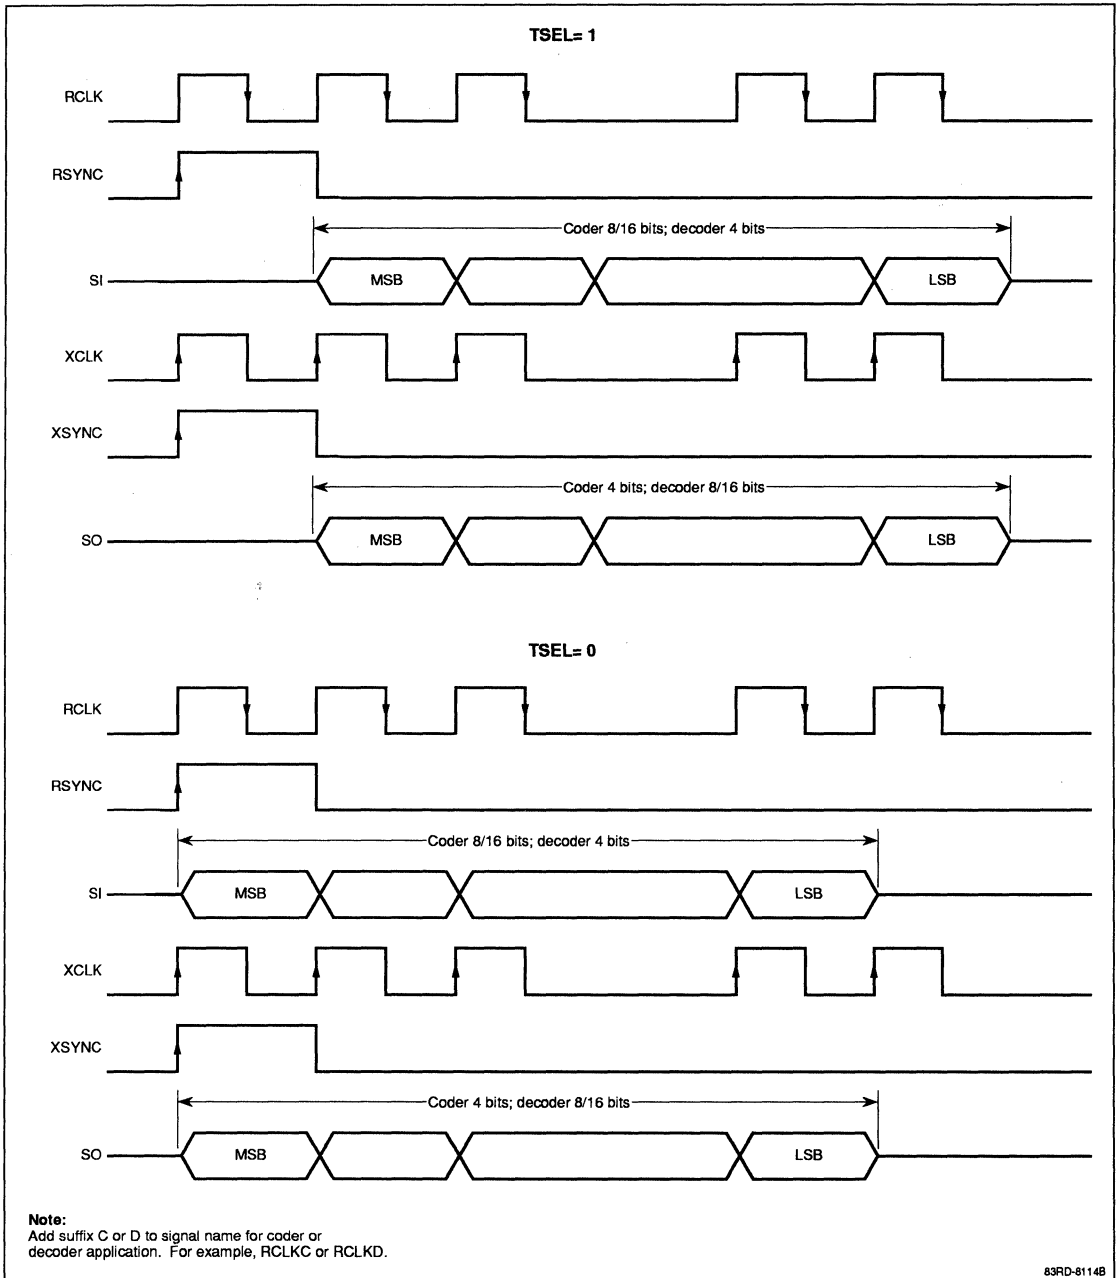 TSEL= 1
RCLK
RSYNC
Coder 8/16 bits; decoder 4 bits
SI
MSB
LSB
XCLK
XSYNC
Coder 4 bits; decoder 8/16 bits
SO
MSB
LSB
TSEL= 0
RCLK
RSYNC
Coder 8/16 bits; decoder 4 bits
SI
MSB
LSB
XCLK
XSYNC
Coder 4 bits; decoder 8/16 bits
SO
MSB
LSB
Note:
Add suffix C or D to signal name for coder or
decoder application. For example, RCLKC or RCLKD.
83RD-8114B